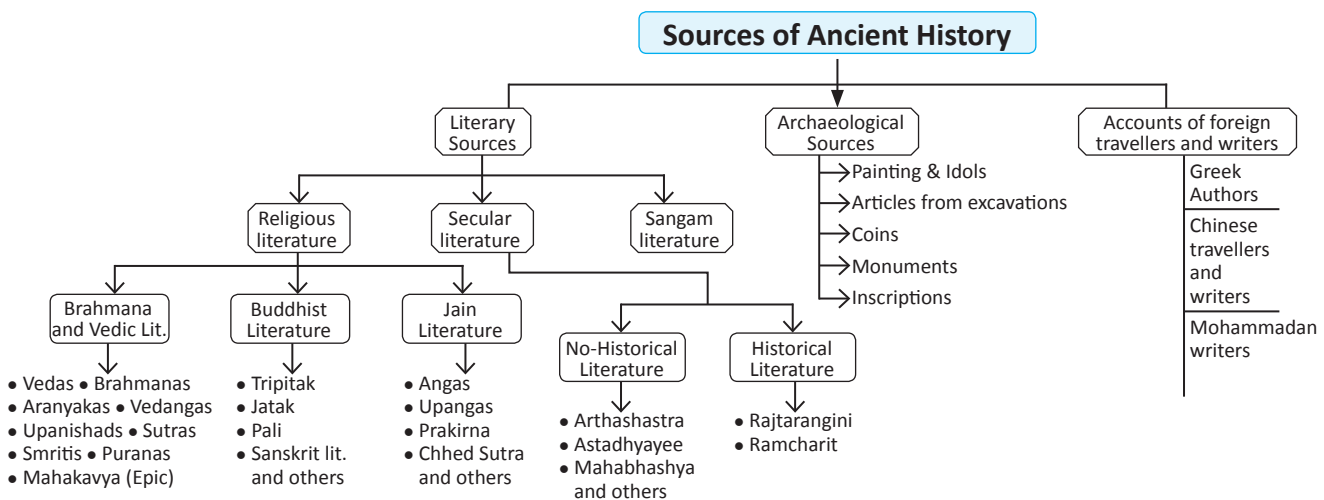 Sources of Ancient History
Literary
Sources
Archaeological
Sources
Accounts of foreign
travellers and writers
Religious
literature
Secular
literature
Sangam
literature
Painting & Idols
Articles from excavations
Coins
Monuments
Inscriptions
Greek
Authors
Chinese
travellers
and
writers
Mohammadan
writers
Brahmana
and Vedic Lit.
Buddhist
Literature
Jain
Literature
No-Historical
Literature
Historical
Literature
● Vedas ● Brahmanas
● Aranyakas ● Vedangas
● Upanishads ● Sutras
● Smritis ● Puranas
● Mahakavya (Epic)
● Tripitak
● Jatak
● Pali
● Sanskrit lit.
and others
● Angas
● Upangas
● Prakirna
● Chhed Sutra
and others
● Arthashastra
● Astadhyayee
● Mahabhashya
and others
● Rajtarangini
● Ramcharit